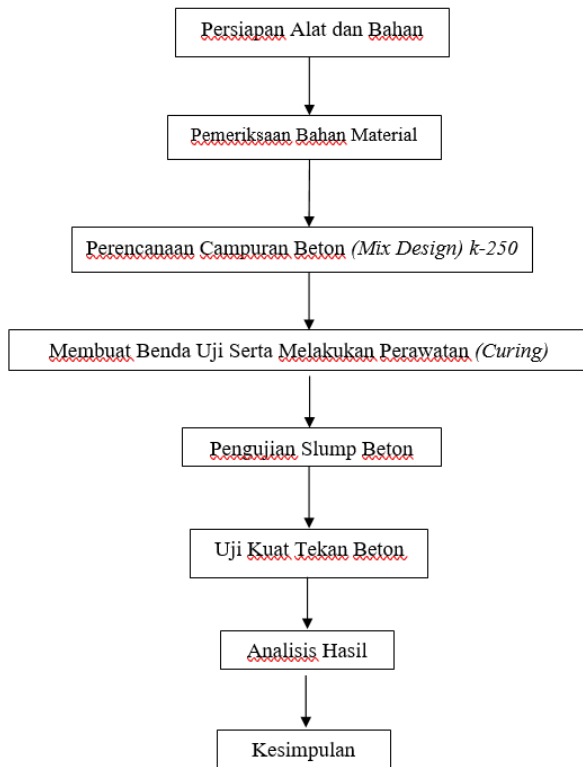 Persiapan Alat dan Bahan
Pemeriksaan Bahan Material
Perencanaan Campuran Beton (Mix Design) k-250
Membuat Benda Uji Serta Melakukan Perawatan (Curing)
Pengujian Slump Beton
Uji Kuat Tekan Beton
Analisis Hasil
Kesimpulan